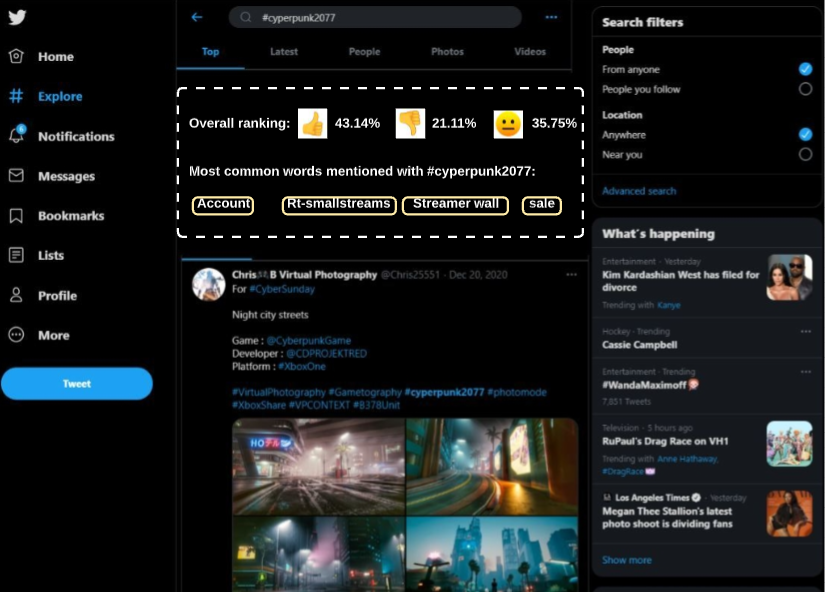 Home
Explore
6
Notifications
Messages
Bookmarks
Lists
Profile
More
Tweet
#cyperpunk2077
Top Latest People Photos Videos
Overall ranking: 43.14% 21.11% 35.75%
Most common words mentioned with #cyperpunk2077:
Account Rt-smallstreams Streamer wall sale
B Virtual Photography @Chris25551 · Dec 20, 2020
For #CyberSunday
Night city streets
Game : @CyberpunkGame
Developer : @CDPROJEKTRED
Platform : #XboxOne
#VirtualPhotography #Gametography #cyperpunk2077 #photomode
#XboxShare #VPCONTEXT #B378Unit
HOTEL
Search filters
People
From anyone
People you follow
Location
Anywhere
Near you
Advanced search
What's happening
Entertainment · Yesterday
Kim Kardashian West has filed for
divorce
Trending with Kanye
Hockey · Trending
Cassie Campbell
Entertainment · Trending
#WandaMaximoff
7,851 Tweets
Television · 5 hours ago
RuPaul's Drag Race on VH1
Trending with Anne Hathaway,
#DragRace
Los Angeles Times · Yesterday
Megan Thee Stallion's latest
photo shoot is dividing fans
Show more